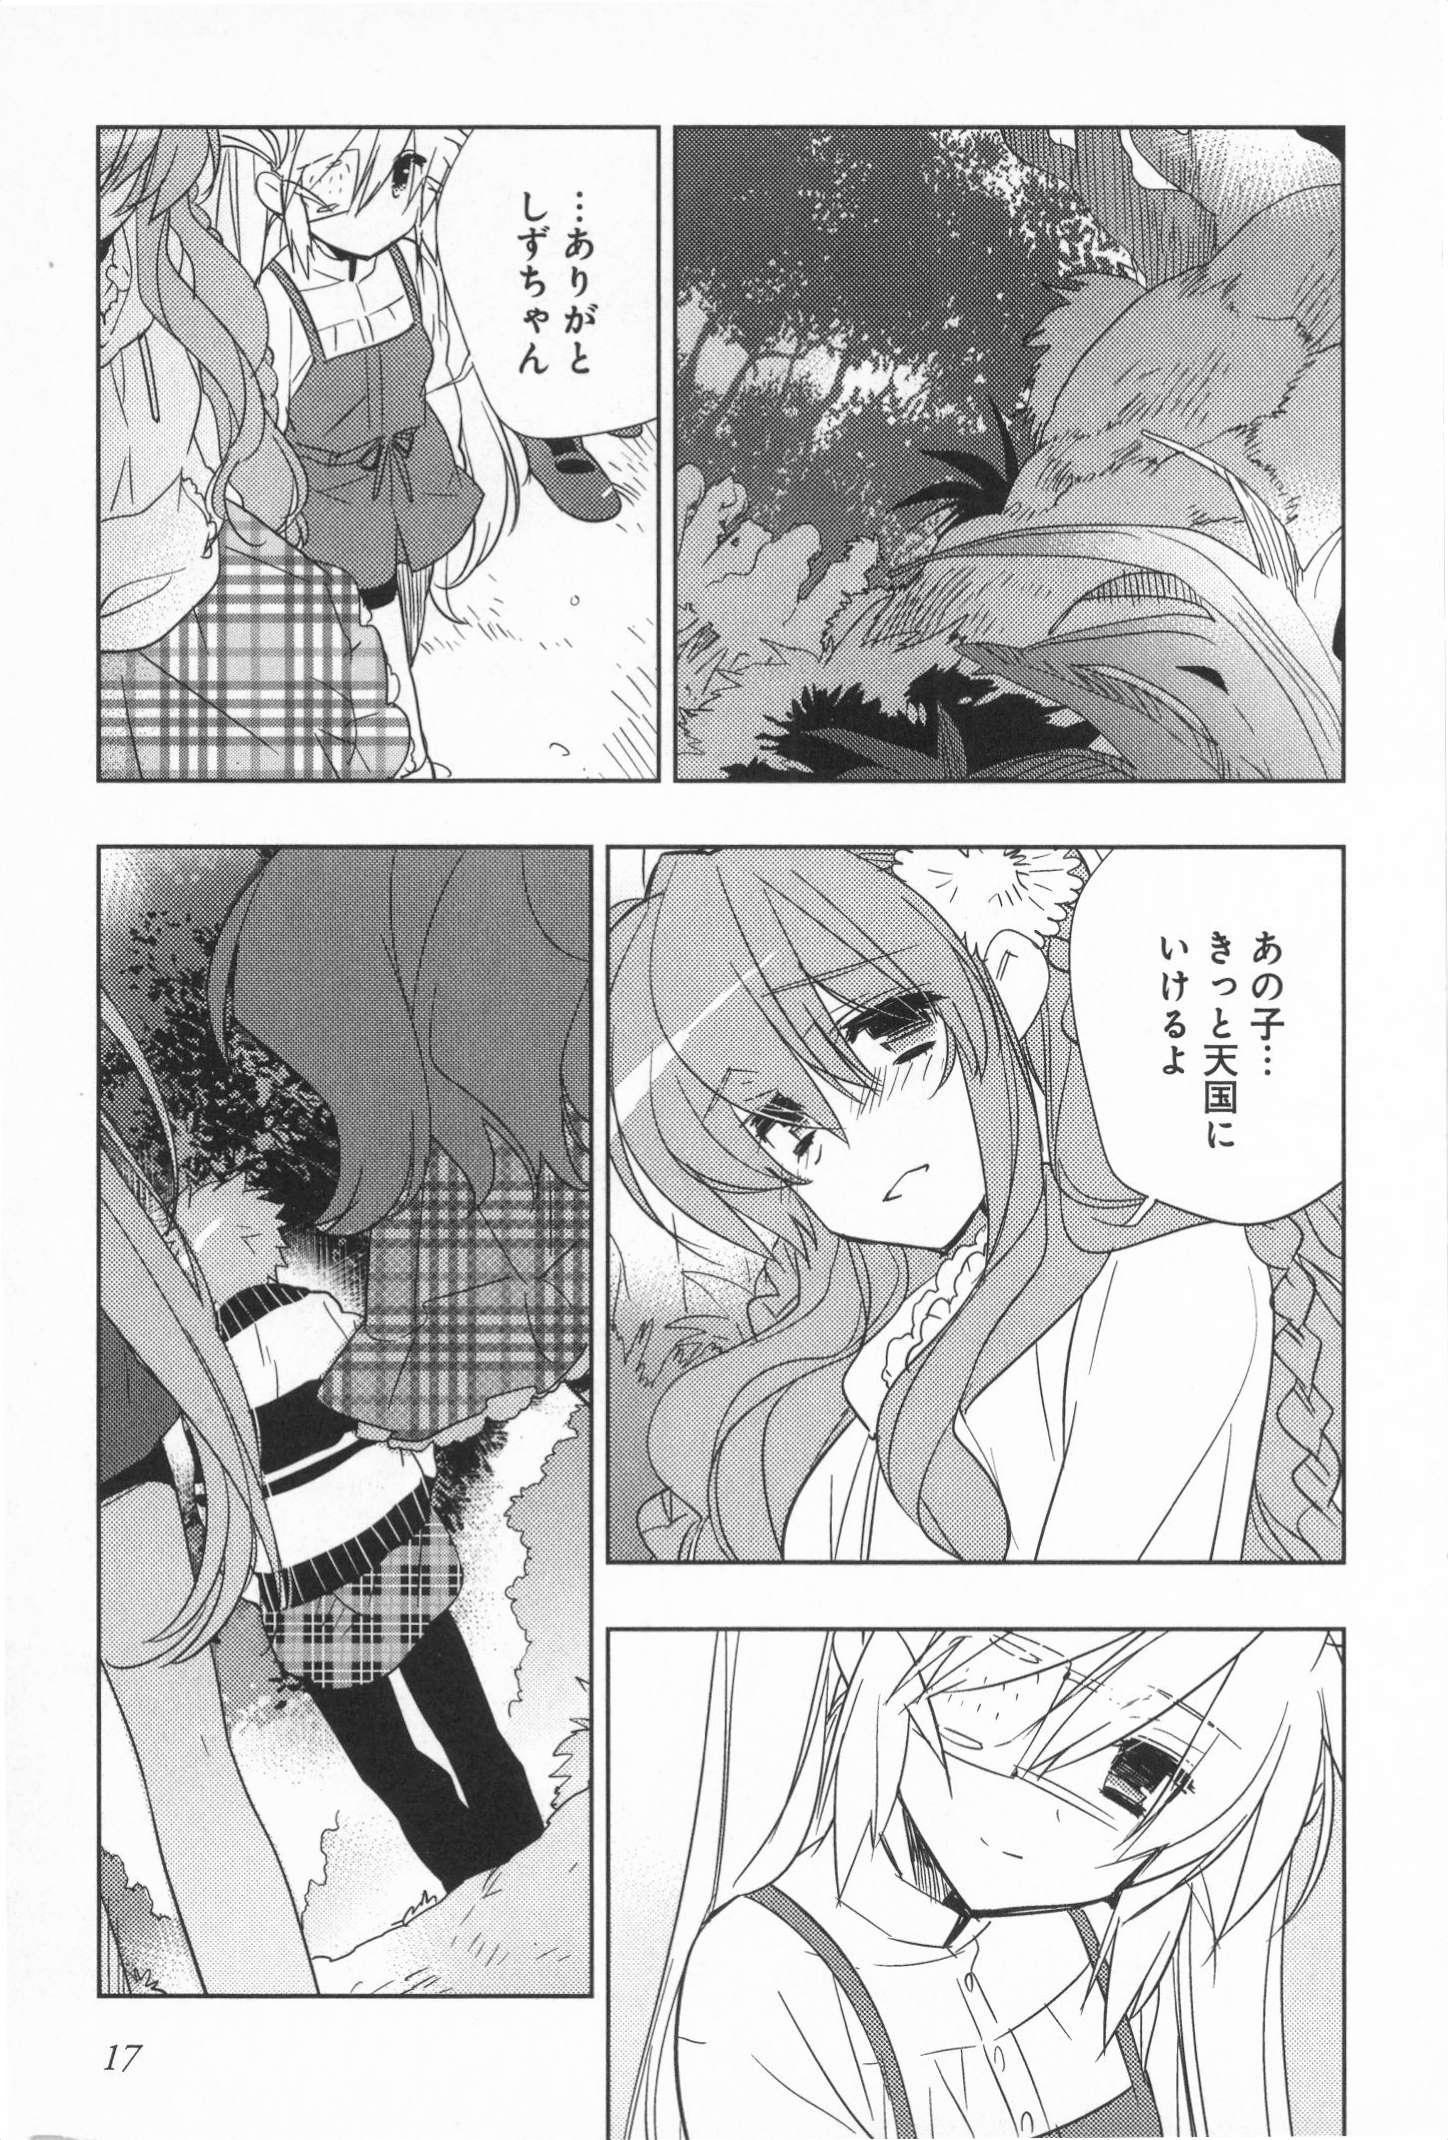 …ありがと
しずちゃん
あの子…
きっと天国に
いけるよ
17